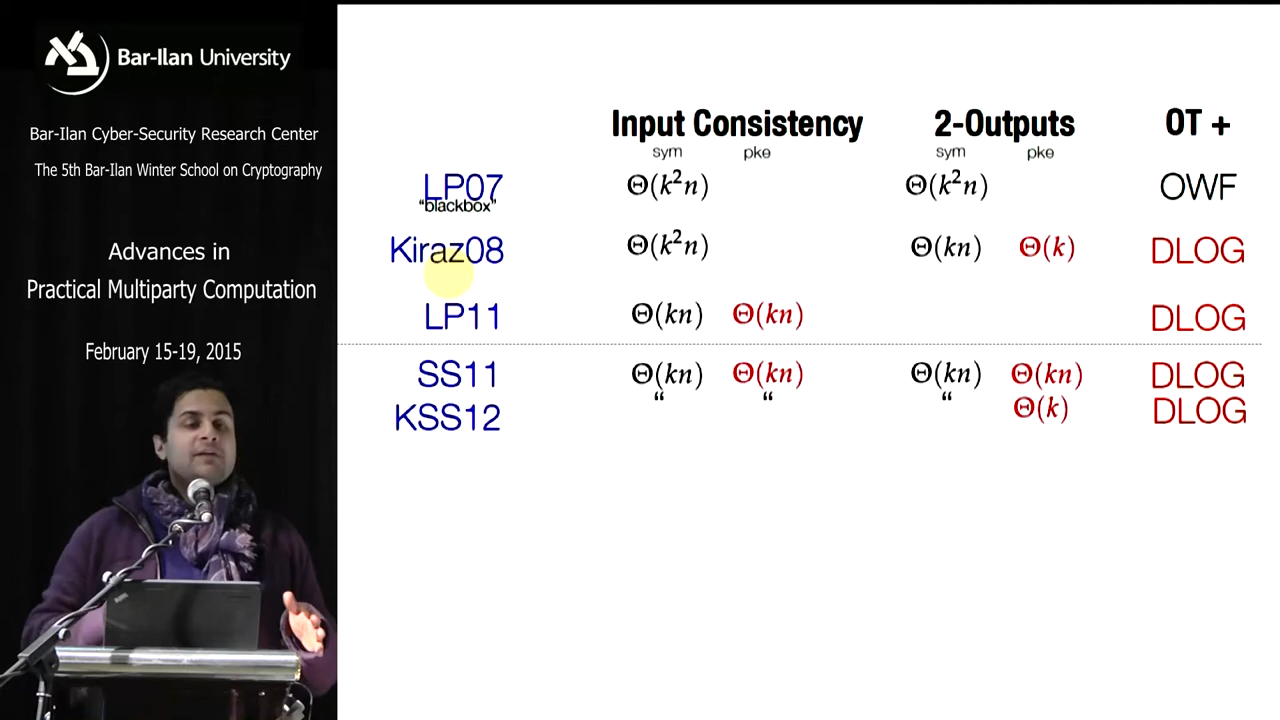 Bar-Ilan University
Bar-Ilan Cyber-Security Research Center
The 5th Bar-Ilan Winter School on Cryptography
Advances in
Practical Multiparty Computation
February 15-19, 2015
Input Consistency 2-Outputs OT +
sym pke sym pke
LP07 Θ(k²n) Θ(k²n) OWF
"blackbox"
Kiraz08 Θ(k²n) Θ(kn) Θ(k) DLOG
LP11 Θ(kn) Θ(kn) DLOG
SS11 Θ(kn) Θ(kn) Θ(kn) Θ(kn) DLOG
KSS12 “ “ “ Θ(k) DLOG